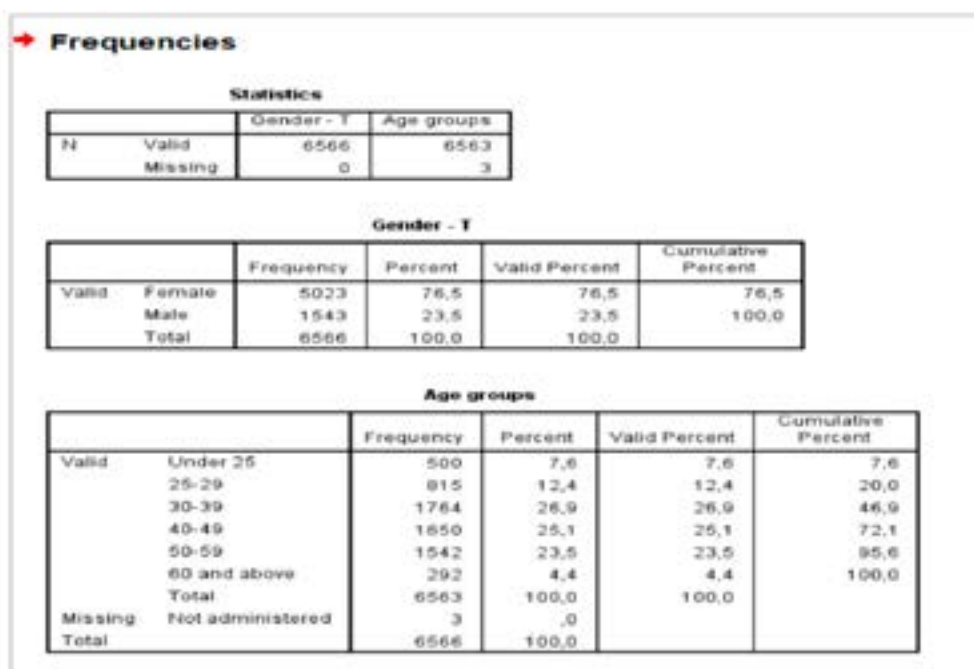 Frequencies
Statistics
Gender - T Age groups
N Valid 6566 6563
Missing 0 3
Gender - T
Frequency Percent Valid Percent Cumulative Percent
Valid Female 5023 76,5 76,5 76,5
Male 1543 23,5 23,5 100,0
Total 6566 100,0 100,0
Age groups
Frequency Percent Valid Percent Cumulative Percent
Valid Under 25 500 7,6 7,6 7,6
25-29 815 12,4 12,4 20,0
30-39 1764 26,9 26,9 46,9
40-49 1650 25,1 25,1 72,1
50-59 1542 23,5 23,5 95,6
60 and above 292 4,4 4,4 100,0
Total 6563 100,0 100,0
Missing Not administered 3 ,0
Total 6566 100,0